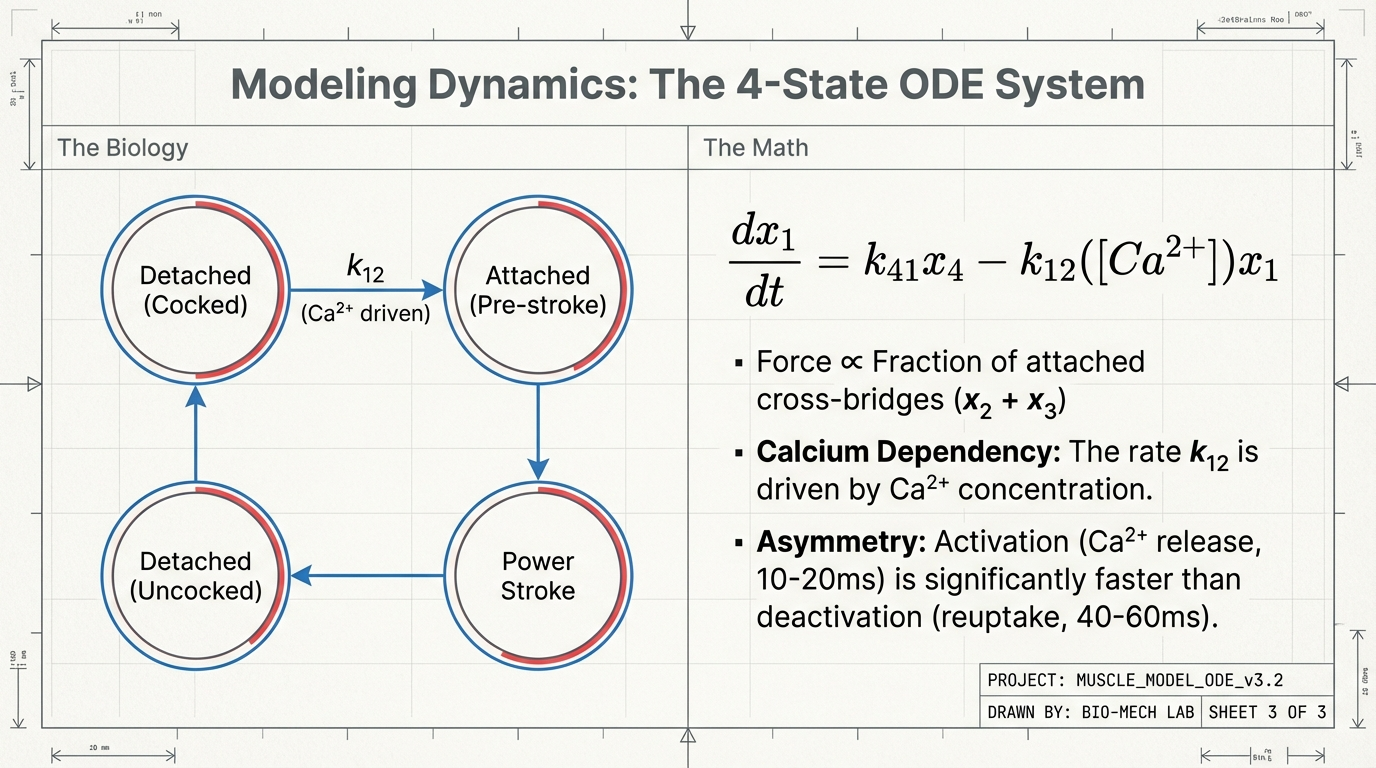 Modeling Dynamics: The 4-State ODE System
The Biology
Detached
(Cocked)
k₁₂
(Ca²⁺ driven)
Attached
(Pre-stroke)
Detached
(Uncocked)
Power
Stroke
The Math
dx₁/dt = k₄₁x₄ − k₁₂([Ca²⁺])x₁
▪ Force ∝ Fraction of attached
cross-bridges (x₂ + x₃)
▪ Calcium Dependency: The rate k₁₂ is
driven by Ca²⁺ concentration.
▪ Asymmetry: Activation (Ca²⁺ release,
10-20ms) is significantly faster than
deactivation (reuptake, 40-60ms).
PROJECT: MUSCLE_MODEL_ODE_v3.2
DRAWN BY: BIO-MECH LAB
SHEET 3 OF 3